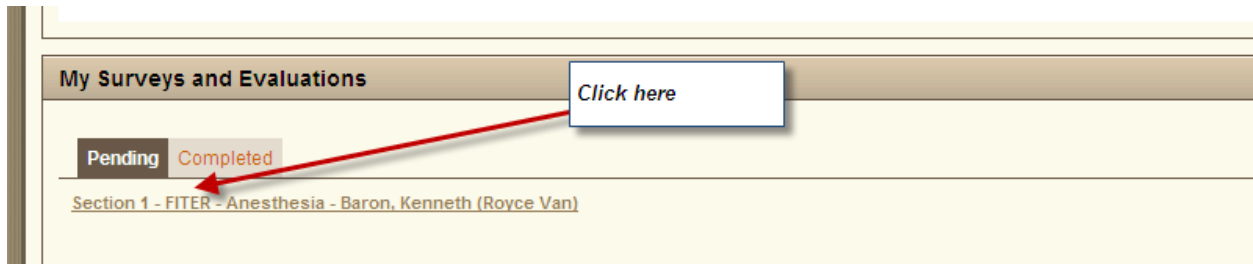 My Surveys and Evaluations
Click here
Pending Completed
Section 1 - FITER - Anesthesia - Baron, Kenneth (Royce Van)